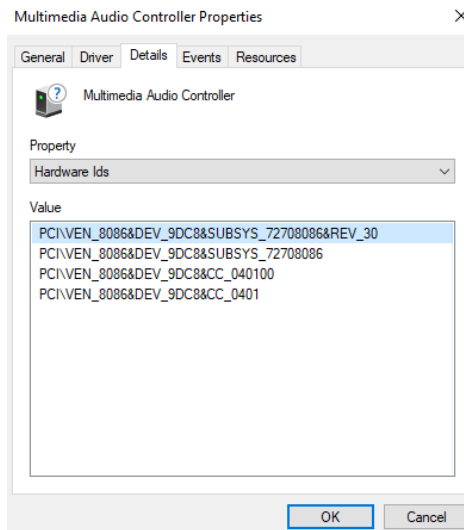 Multimedia Audio Controller Properties
General Driver Details Events Resources
Multimedia Audio Controller
Property
Hardware Ids
Value
PCI\VEN_8086&DEV_9DC8&SUBSYS_72708086&REV_30
PCI\VEN_8086&DEV_9DC8&SUBSYS_72708086
PCI\VEN_8086&DEV_9DC8&CC_040100
PCI\VEN_8086&DEV_9DC8&CC_0401
OK Cancel